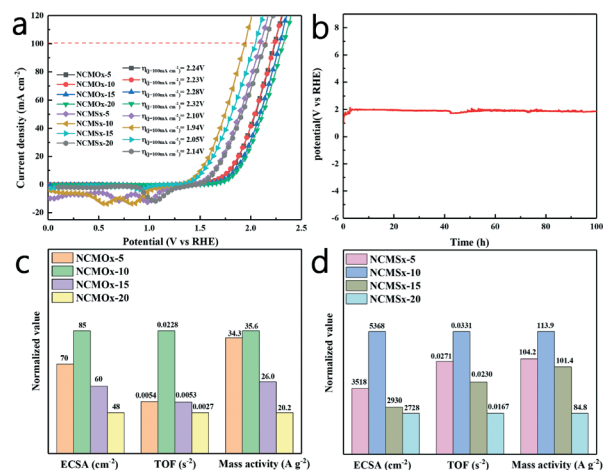 a
120
100
80
60
40
20
0
-20
Current density (mA cm-2)
NCMOx-5
NCMOx-10
NCMOx-15
NCMOx-20
NCMSx-5
NCMSx-10
NCMSx-15
NCMSx-20
η(j=100mA cm-2)= 2.24V
η(j=100mA cm-2)= 2.23V
η(j=100mA cm-2)= 2.28V
η(j=100mA cm-2)= 2.32V
η(j=100mA cm-2)= 2.10V
η(j=100mA cm-2)= 1.94V
η(j=100mA cm-2)= 2.05V
η(j=100mA cm-2)= 2.14V
0.0 0.5 1.0 1.5 2.0 2.5
Potential (V vs RHE)
b
8
6
4
2
0
-2
-4
-6
potential(V vs RHE)
0 20 40 60 80 100
Time (h)
c
NCMOx-5
NCMOx-10
NCMOx-15
NCMOx-20
Normalized value
70 85 60 48
0.0054 0.0228 0.0053 0.0027
34.3 35.6 26.0 20.2
ECSA (cm-2) TOF (s-2) Mass activity (A g-2)
d
NCMSx-5
NCMSx-10
NCMSx-15
NCMSx-20
Normalized value
3518 5368 2930 2728
0.0271 0.0331 0.0230 0.0167
104.2 113.9 101.4 84.8
ECSA (cm-2) TOF (s-2) Mass activity (A g-2)